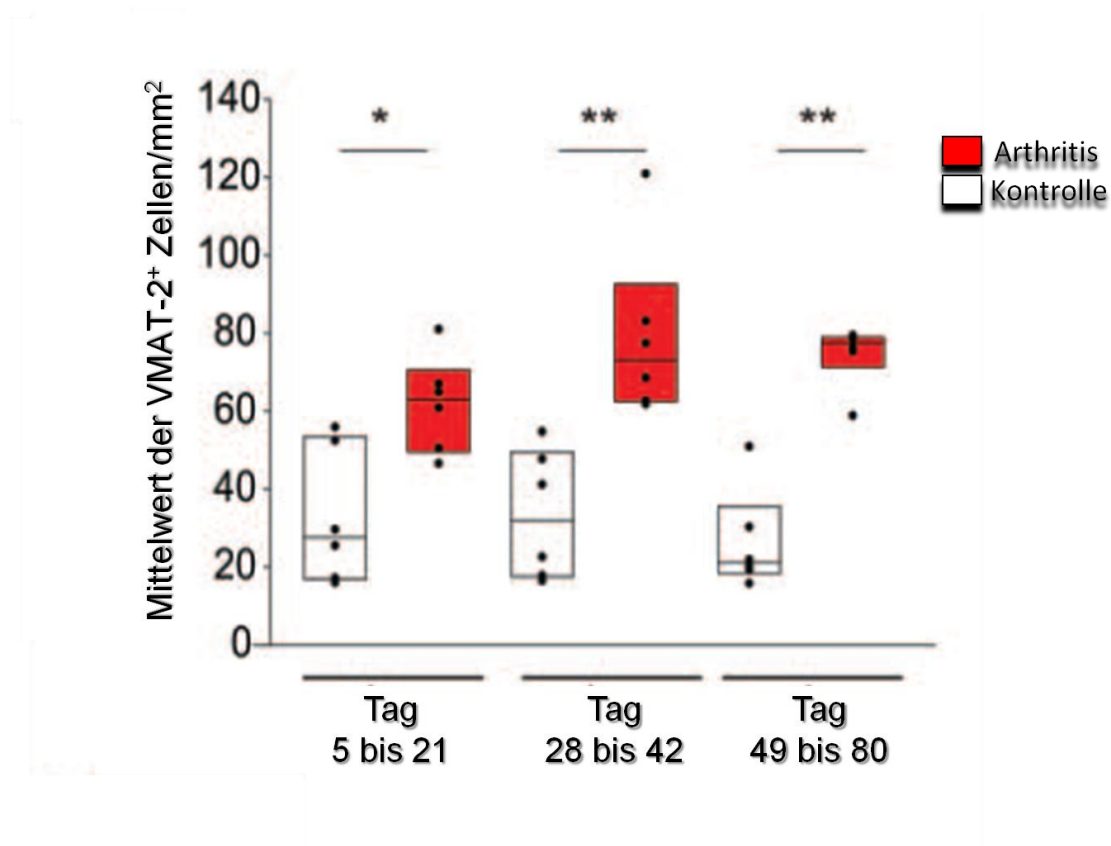 Mittelwert der VMAT-2⁺ Zellen/mm²
140
120
100
80
60
40
20
0
* ** **
Arthritis
Kontrolle
Tag Tag Tag
5 bis 21 28 bis 42 49 bis 80